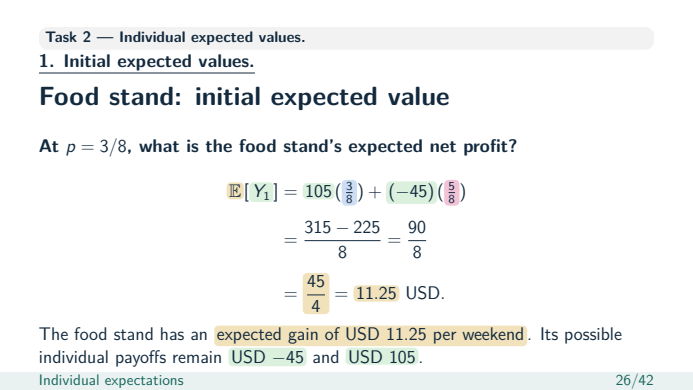 Task 2 — Individual expected values.
1. Initial expected values.
Food stand: initial expected value
At p = 3/8, what is the food stand's expected net profit?
𝔼[Y₁] = 105(3/8) + (−45)(5/8)
= (315 − 225)/8 = 90/8
= 45/4 = 11.25 USD.
The food stand has an expected gain of USD 11.25 per weekend. Its possible
individual payoffs remain USD −45 and USD 105.
Individual expectations 26/42